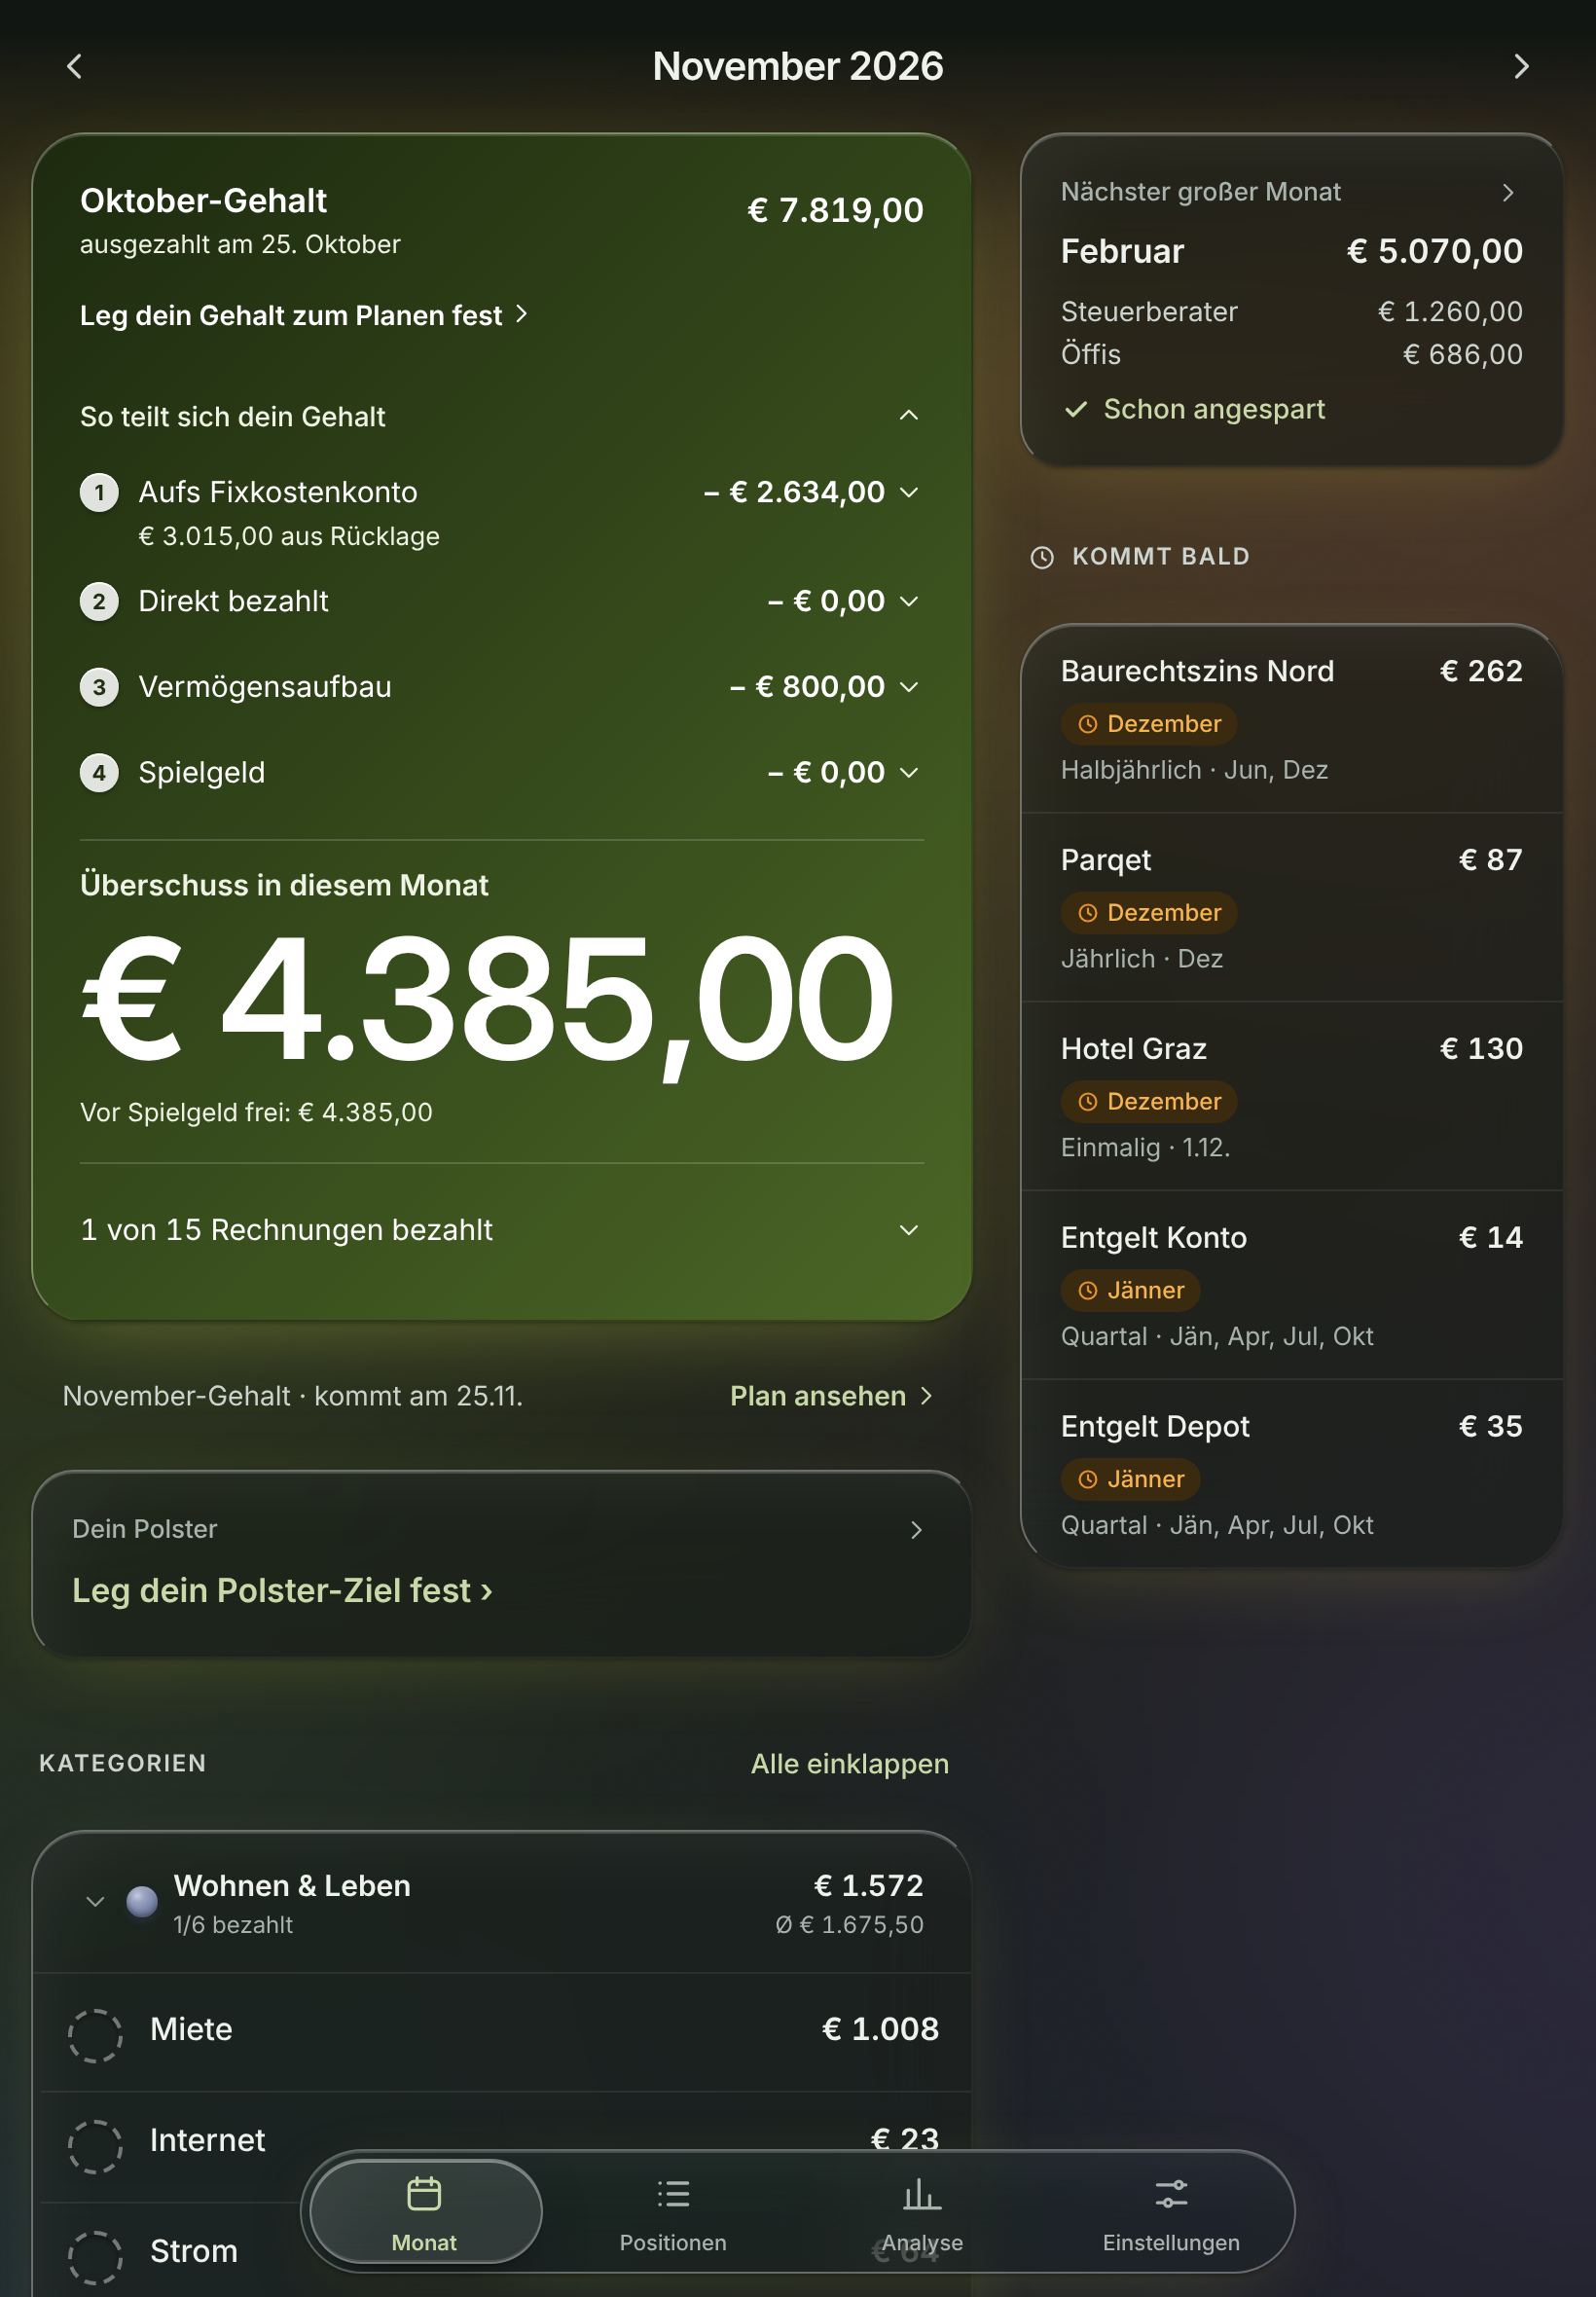 November 2026
Oktober-Gehalt
€ 7.819,00
ausgezahlt am 25. Oktober
Leg dein Gehalt zum Planen fest
So teilt sich dein Gehalt
1 Aufs Fixkostenkonto – € 2.634,00
€ 3.015,00 aus Rücklage
2 Direkt bezahlt – € 0,00
3 Vermögensaufbau – € 800,00
4 Spielgeld – € 0,00
Überschuss in diesem Monat
€ 4.385,00
Vor Spielgeld frei: € 4.385,00
1 von 15 Rechnungen bezahlt
November-Gehalt · kommt am 25.11. Plan ansehen
Dein Polster
Leg dein Polster-Ziel fest ›
KATEGORIEN Alle einklappen
Wohnen & Leben € 1.572
1/6 bezahlt Ø € 1.675,50
Miete € 1.008
Internet € 23
Strom € 64
Nächster großer Monat
Februar € 5.070,00
Steuerberater € 1.260,00
Öffis € 686,00
Schon angespart
KOMMT BALD
Baurechtszins Nord € 262
Dezember
Halbjährlich · Jun, Dez
Parqet € 87
Dezember
Jährlich · Dez
Hotel Graz € 130
Dezember
Einmalig · 1.12.
Entgelt Konto € 14
Jänner
Quartal · Jän, Apr, Jul, Okt
Entgelt Depot € 35
Jänner
Quartal · Jän, Apr, Jul, Okt
Monat Positionen Analyse Einstellungen